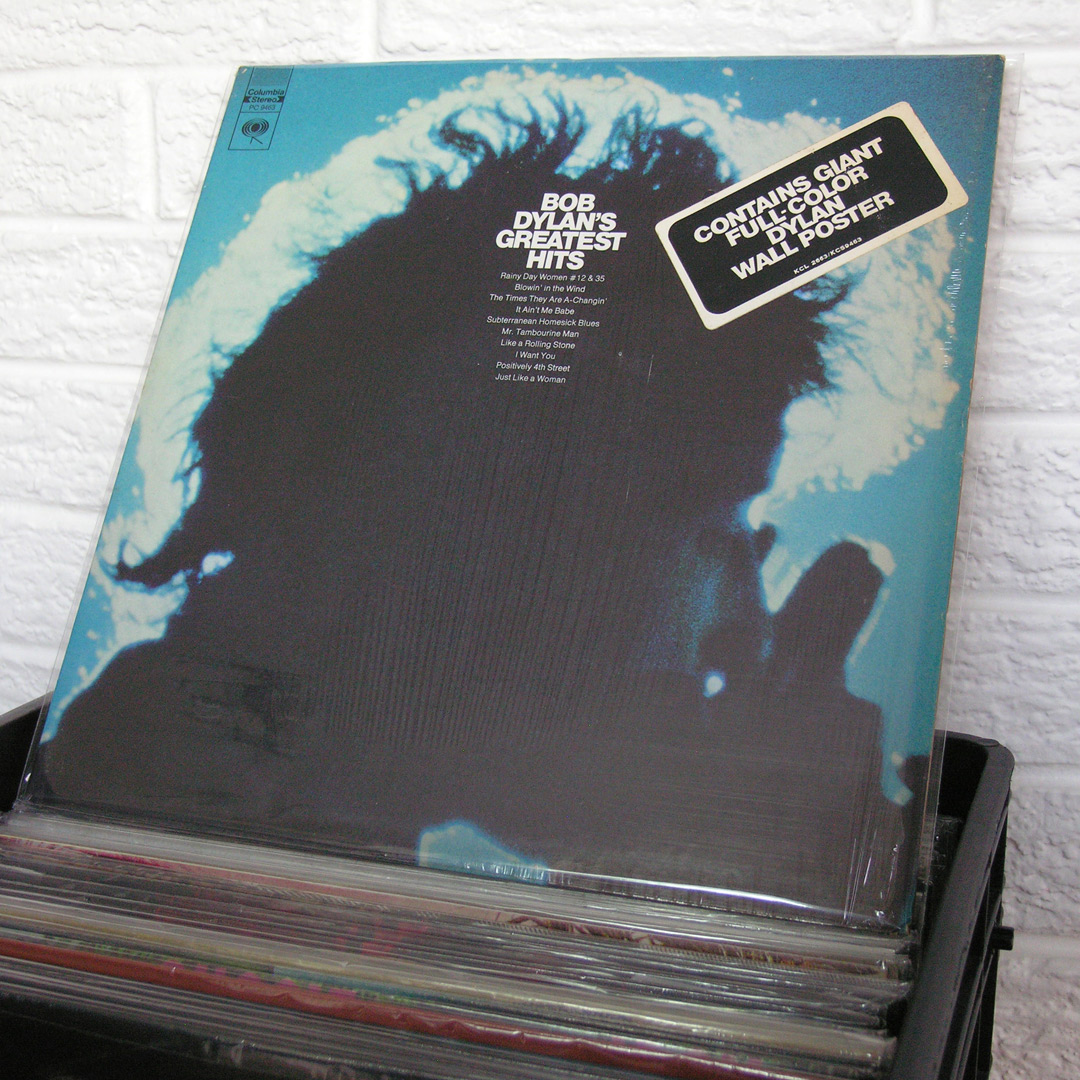 Columbia
Stereo
PC 9463
BOB
DYLAN'S
GREATEST
HITS
Rainy Day Women #12 & 35
Blowin' in the Wind
The Times They Are A-Changin'
It Ain't Me Babe
Subterranean Homesick Blues
Mr. Tambourine Man
Like a Rolling Stone
I Want You
Positively 4th Street
Just Like a Woman
CONTAINS GIANT
FULL-COLOR
DYLAN
WALL POSTER
KCL 2663/KCS9463